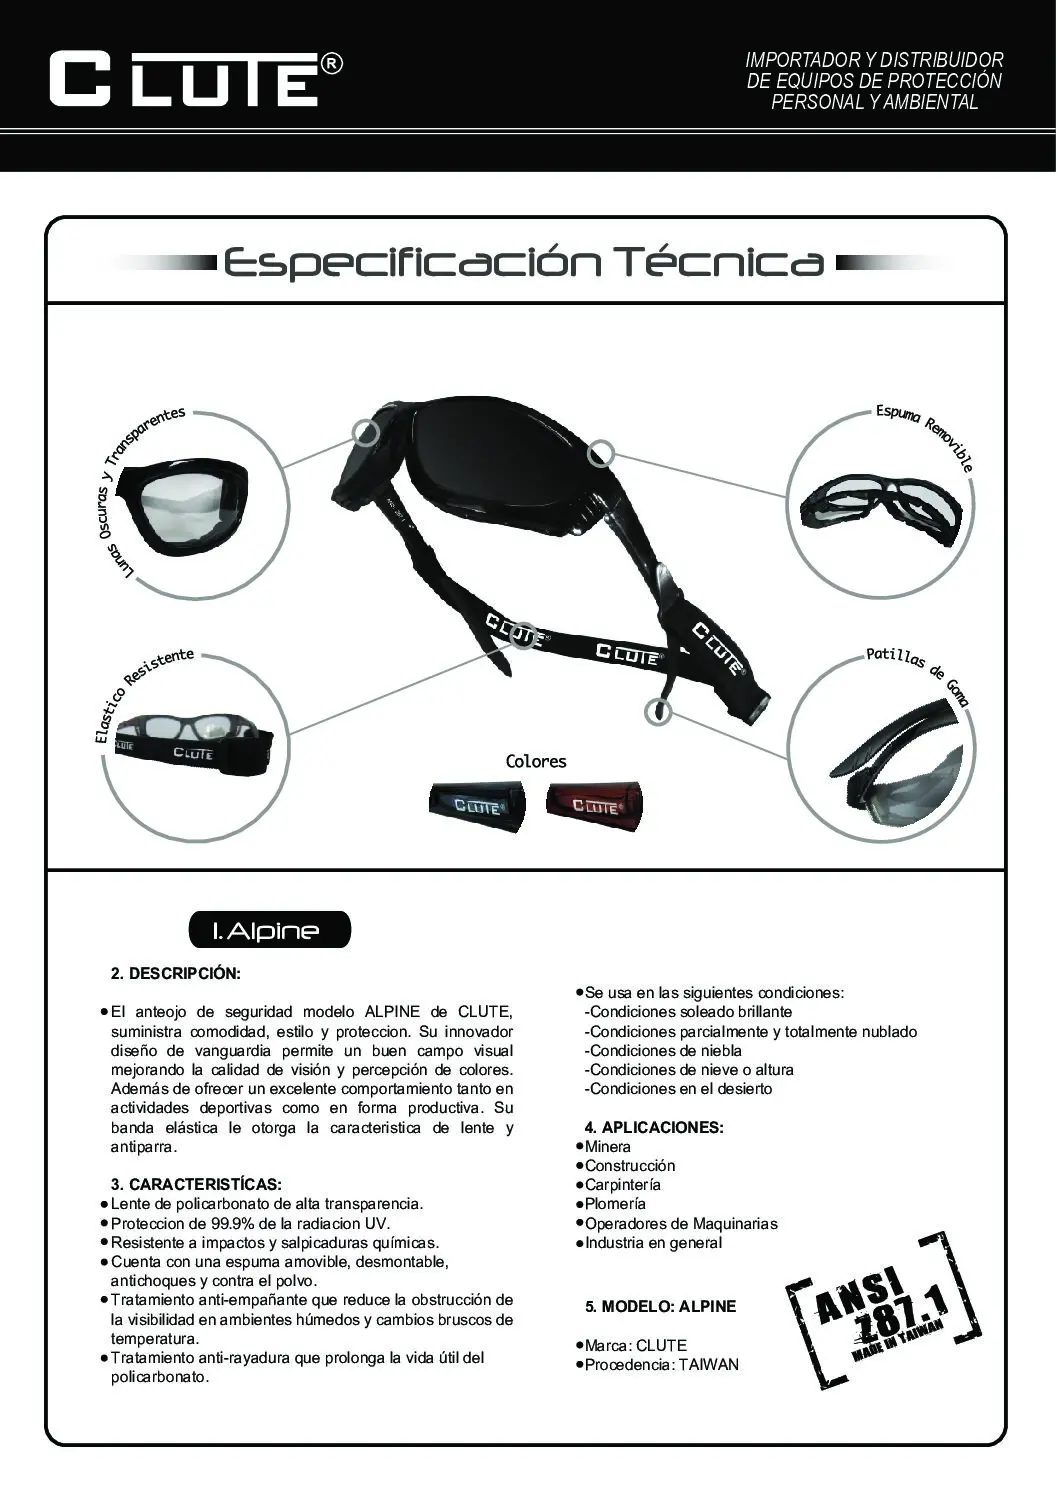 CLUTE®
IMPORTADOR Y DISTRIBUIDOR
DE EQUIPOS DE PROTECCIÓN
PERSONAL Y AMBIENTAL
Especificación Técnica
Lunas Oscuras y Transparentes
Espuma Removible
ANSI Z87.1
CLUTE®
CLUTE®
CLUTE®
Elastico Resistente
CLUTE
CLUTE
Patillas de Goma
Colores
CLUTE®
CLUTE®
1. Alpine
2. DESCRIPCIÓN:
El anteojo de seguridad modelo ALPINE de CLUTE,
suministra comodidad, estilo y proteccion. Su innovador
diseño de vanguardia permite un buen campo visual
mejorando la calidad de visión y percepción de colores.
Además de ofrecer un excelente comportamiento tanto en
actividades deportivas como en forma productiva. Su
banda elástica le otorga la caracteristica de lente y
antiparra.
3. CARACTERISTÍCAS:
Lente de policarbonato de alta transparencia.
Proteccion de 99.9% de la radiacion UV.
Resistente a impactos y salpicaduras químicas.
Cuenta con una espuma amovible, desmontable,
antichoques y contra el polvo.
Tratamiento anti-empañante que reduce la obstrucción de
la visibilidad en ambientes húmedos y cambios bruscos de
temperatura.
Tratamiento anti-rayadura que prolonga la vida útil del
policarbonato.
Se usa en las siguientes condiciones:
-Condiciones soleado brillante
-Condiciones parcialmente y totalmente nublado
-Condiciones de niebla
-Condiciones de nieve o altura
-Condiciones en el desierto
4. APLICACIONES:
Minera
Construcción
Carpintería
Plomería
Operadores de Maquinarias
Industria en general
5. MODELO: ALPINE
Marca: CLUTE
Procedencia: TAIWAN
ANSI
Z87.1
MADE IN TAIWAN